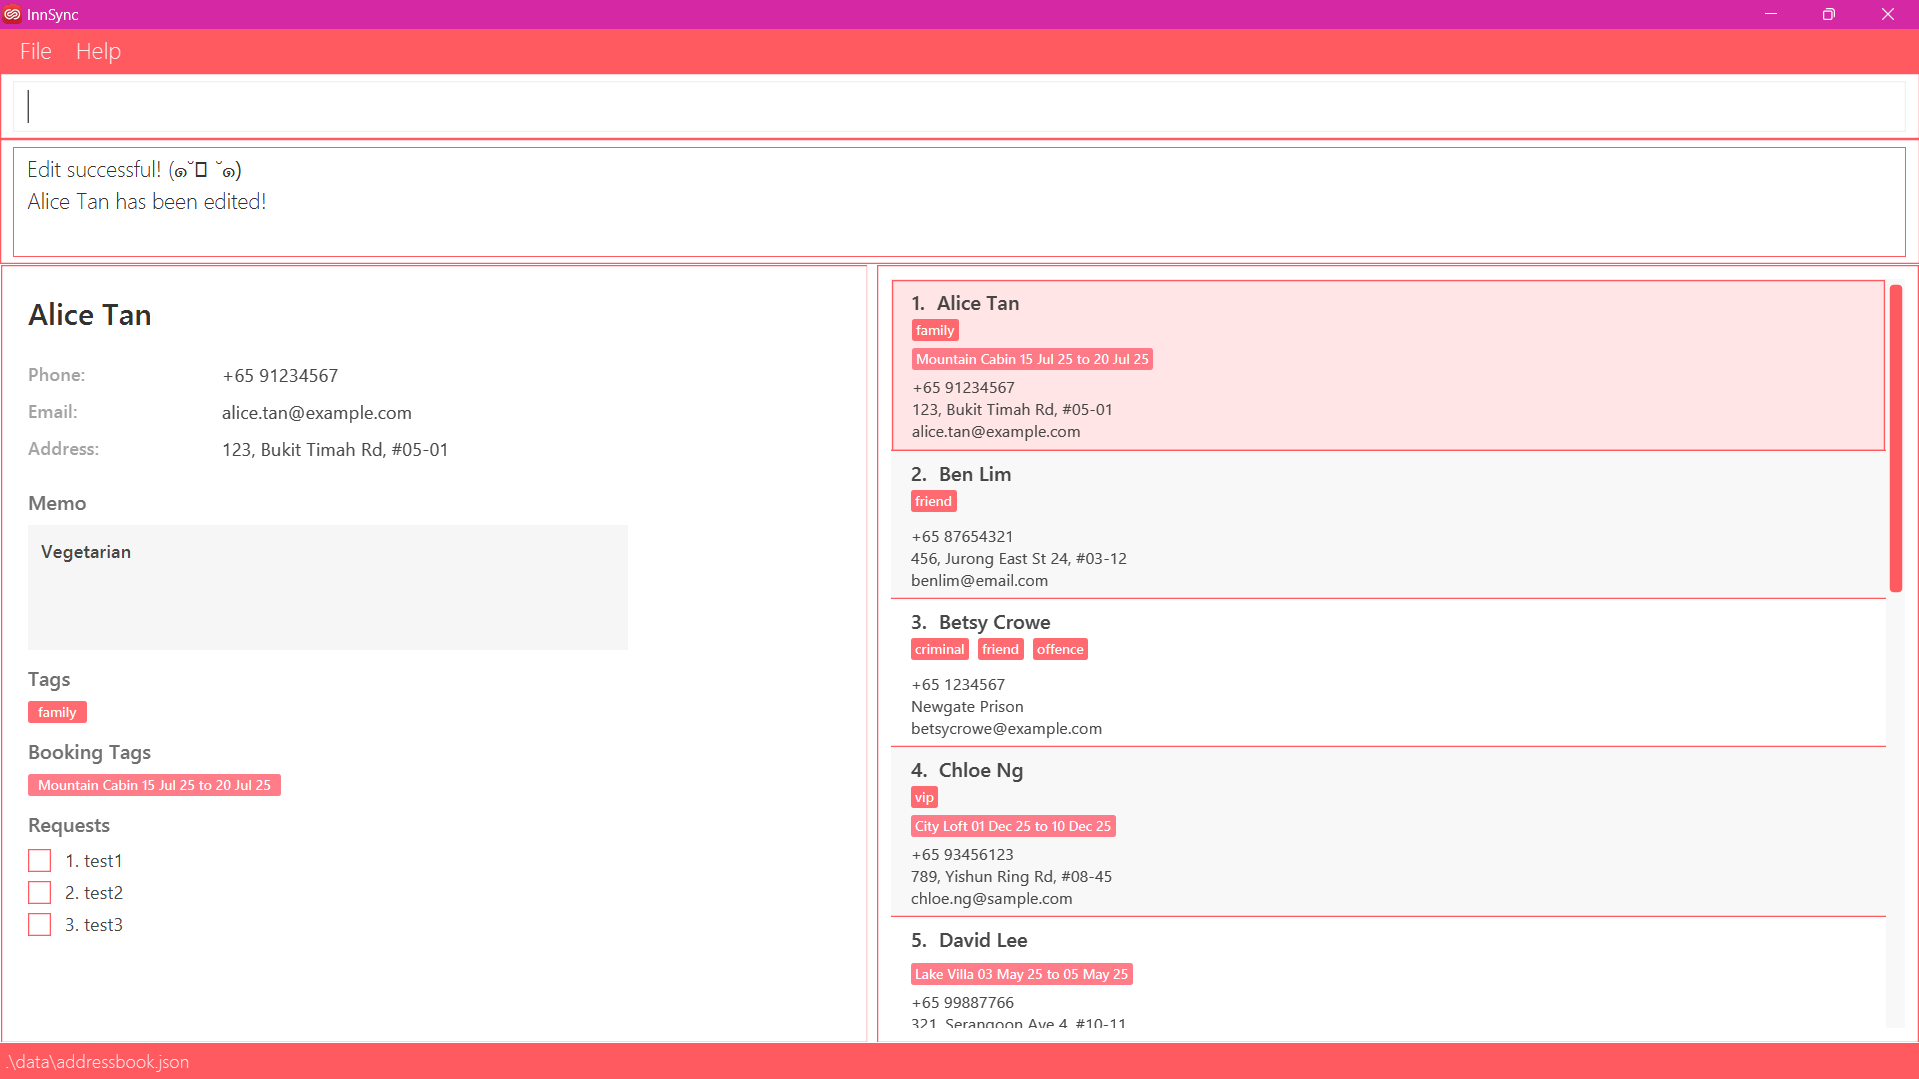 InnSync
File Help
Edit successful! (๑˘▯ ˘๑)
Alice Tan has been edited!
Alice Tan
Phone: +65 91234567
Email: alice.tan@example.com
Address: 123, Bukit Timah Rd, #05-01
Memo
Vegetarian
Tags
family
Booking Tags
Mountain Cabin 15 Jul 25 to 20 Jul 25
Requests
1. test1
2. test2
3. test3
1. Alice Tan
family
Mountain Cabin 15 Jul 25 to 20 Jul 25
+65 91234567
123, Bukit Timah Rd, #05-01
alice.tan@example.com
2. Ben Lim
friend
+65 87654321
456, Jurong East St 24, #03-12
benlim@email.com
3. Betsy Crowe
criminal friend offence
+65 1234567
Newgate Prison
betsycrowe@example.com
4. Chloe Ng
vip
City Loft 01 Dec 25 to 10 Dec 25
+65 93456123
789, Yishun Ring Rd, #08-45
chloe.ng@sample.com
5. David Lee
Lake Villa 03 May 25 to 05 May 25
+65 99887766
321, Serangoon Ave 4, #10-11
.\data\addressbook.json